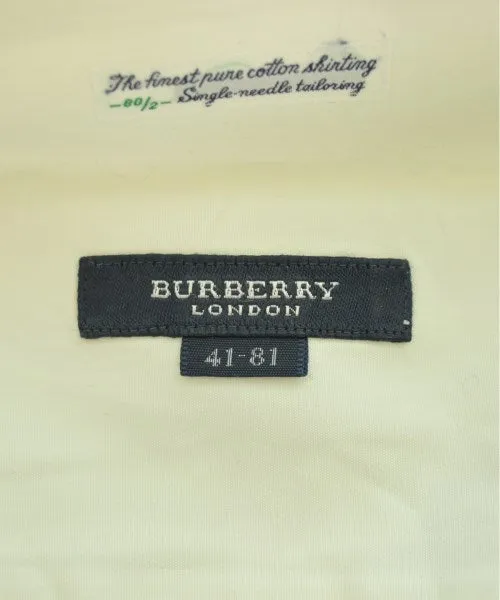 The finest pure cotton shirting
-80/2- Single-needle tailoring
BURBERRY
LONDON
41-81